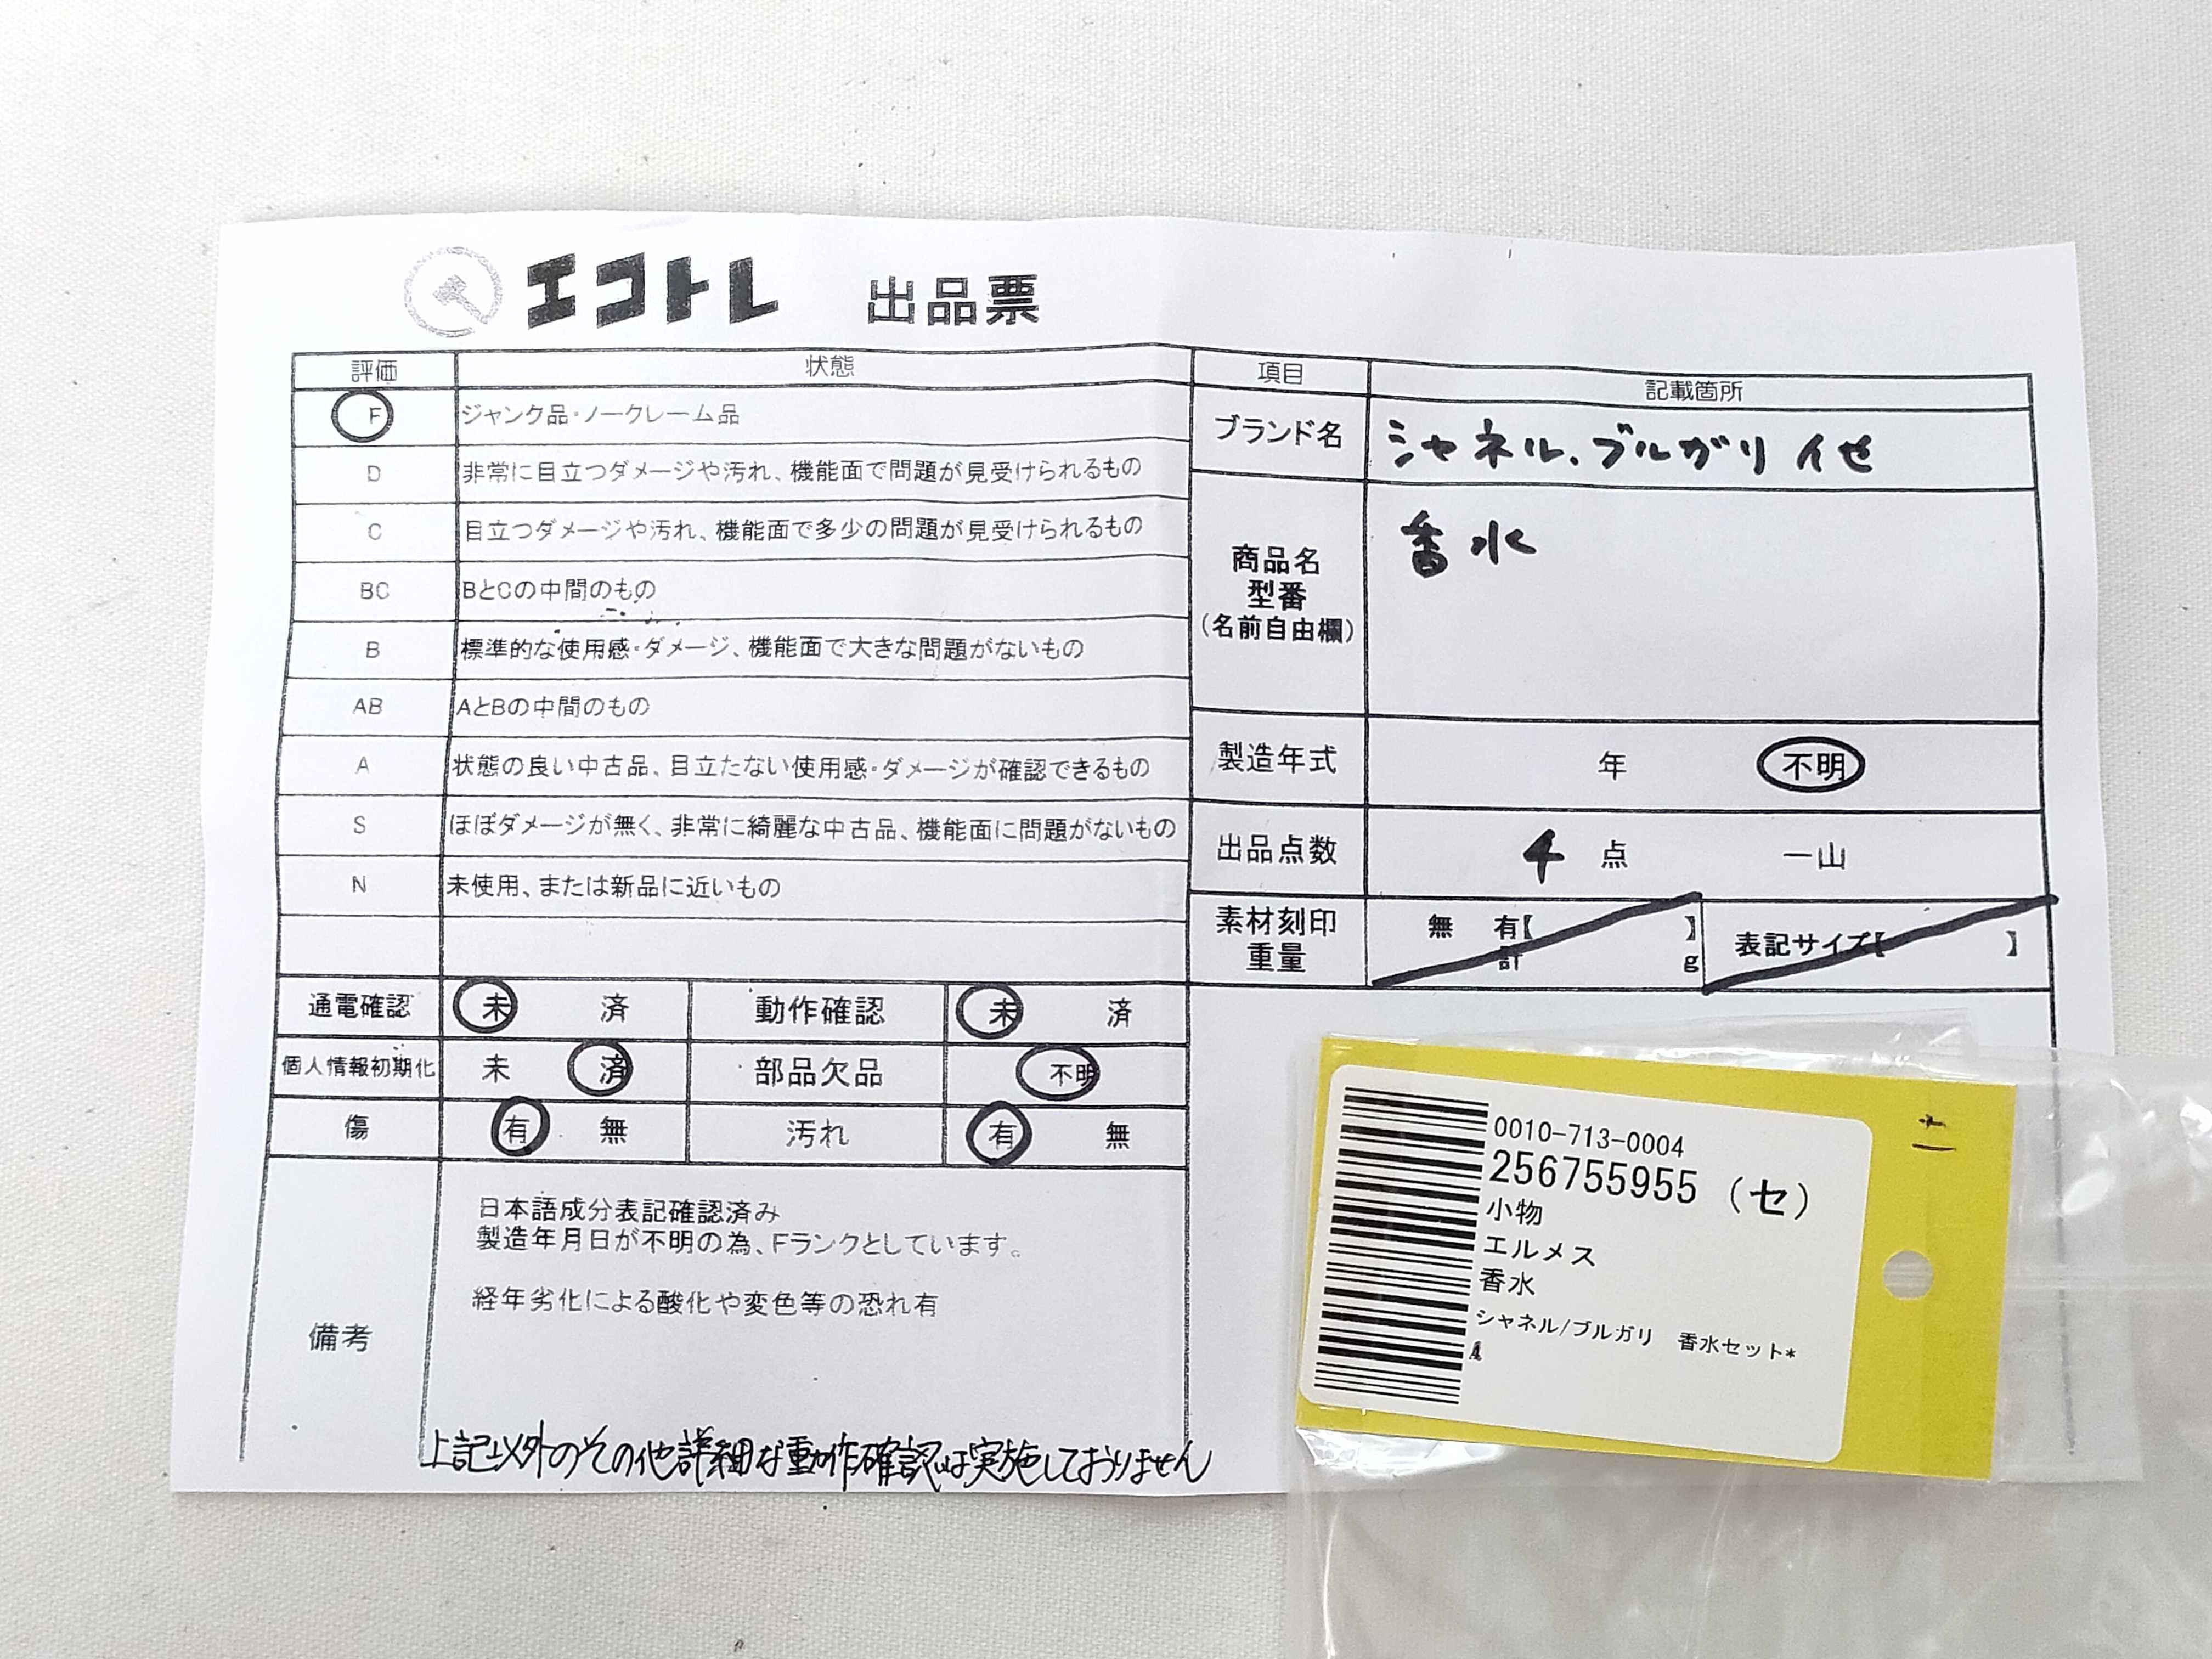 エコトレ 出品票
評価 状態
F ジャンク品・ノークレーム品
D 非常に目立つダメージや汚れ、機能面で問題が見受けられるもの
C 目立つダメージや汚れ、機能面で多少の問題が見受けられるもの
BC BとCの中間のもの
B 標準的な使用感・ダメージ、機能面で大きな問題がないもの
AB AとBの中間のもの
A 状態の良い中古品、目立たない使用感・ダメージが確認できるもの
S ほぼダメージが無く、非常に綺麗な中古品、機能面に問題がないもの
N 未使用、または新品に近いもの
通電確認 未 済 動作確認 未 済
個人情報初期化 未 済 部品欠品 不明
傷 有 無 汚れ 有 無
備考
日本語成分表記確認済み
製造年月日が不明の為、Fランクとしています。
経年劣化による酸化や変色等の恐れ有
上記以外のその他詳細な動作確認は実施しておりません
項目 記載箇所
ブランド名 シャネル、ブルガリ イセ
商品名
型番
(名前自由欄)
香水
製造年式 年 不明
出品点数 4 点 一山
素材刻印
重量
無 有【 】
計 g
表記サイズ【 】
0010-713-0004
256755955 (セ)
小物
エルメス
香水
シャネル/ブルガリ 香水セット*